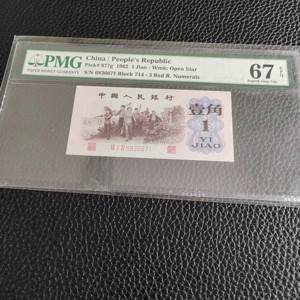 PMG
PAPER MONEY GUARANTY
China / People's Republic
Pick# 877g 1962 1 Jiao - Wmk: Open Star
S/N 6936671 Block 714 - 3 Red R. Numerals
67 EPQ
Superb Gem Unc
中国人民银行
壹角
1
YI
JIAO